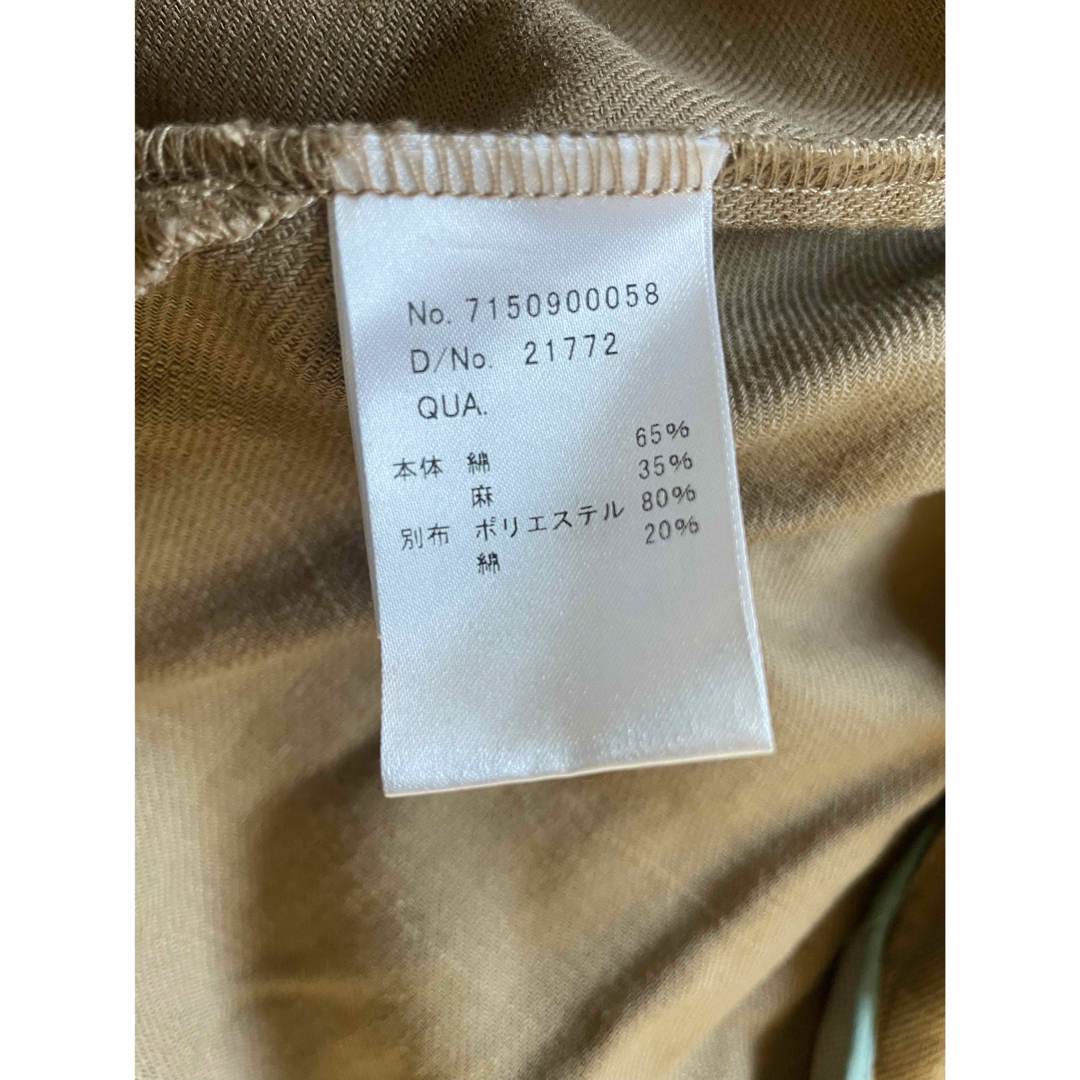 No. 7150900058
D/No. 21772
QUA.
本体 綿 65%
麻 35%
別布 ポリエステル 80%
綿 20%